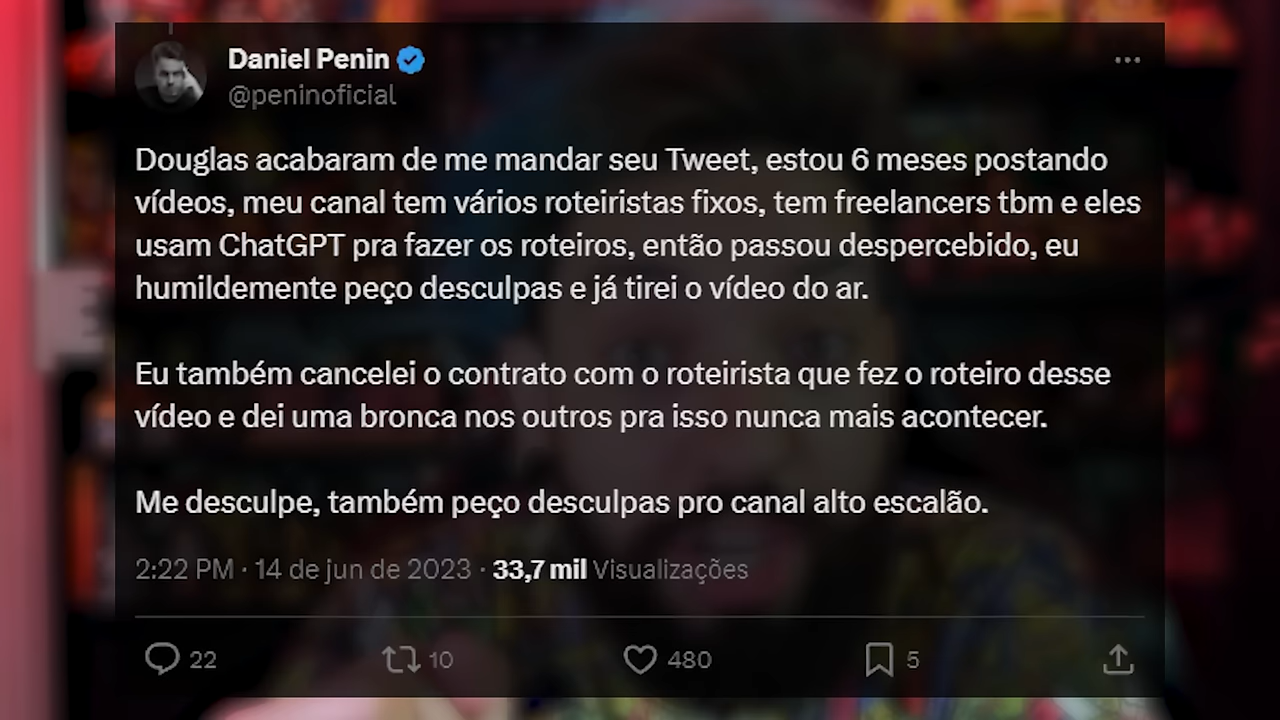 Daniel Penin
@peninoficial
Douglas acabaram de me mandar seu Tweet, estou 6 meses postando
vídeos, meu canal tem vários roteiristas fixos, tem freelancers tbm e eles
usam ChatGPT pra fazer os roteiros, então passou despercebido, eu
humildemente peço desculpas e já tirei o vídeo do ar.
Eu também cancelei o contrato com o roteirista que fez o roteiro desse
vídeo e dei uma bronca nos outros pra isso nunca mais acontecer.
Me desculpe, também peço desculpas pro canal alto escalão.
2:22 PM · 14 de jun de 2023 · 33,7 mil Visualizações
22 10 480 5